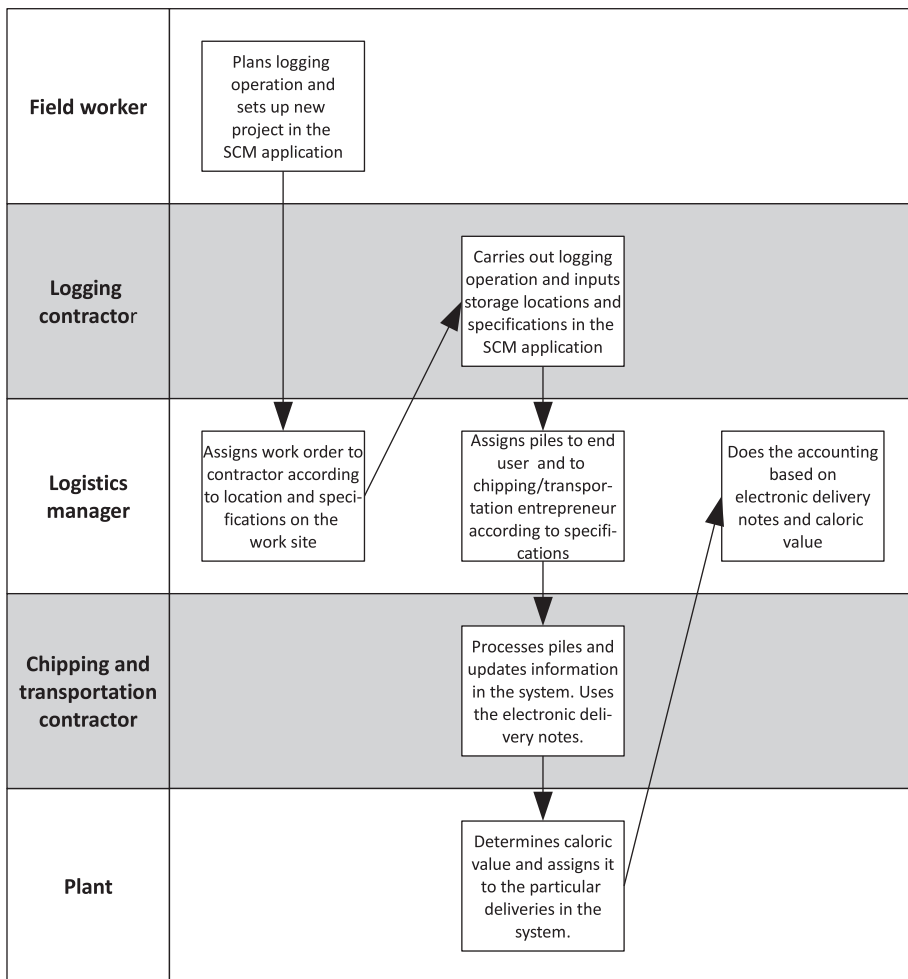 Field worker
Plans logging
operation and
sets up new
project in the
SCM application
Logging
contractor
Carries out logging
operation and inputs
storage locations and
specifications in the
SCM application
Logistics
manager
Assigns work order to
contractor according
to location and speci-
fications on the
work site
Assigns piles to end
user and to
chipping/transpor-
tation entrepreneur
according to specifi-
cations
Does the accounting
based on
electronic delivery
notes and caloric
value
Chipping and
transportation
contractor
Processes piles and
updates information
in the system. Uses
the electronic deli-
very notes.
Plant
Determines caloric
value and assigns it
to the particular
deliveries in the
system.